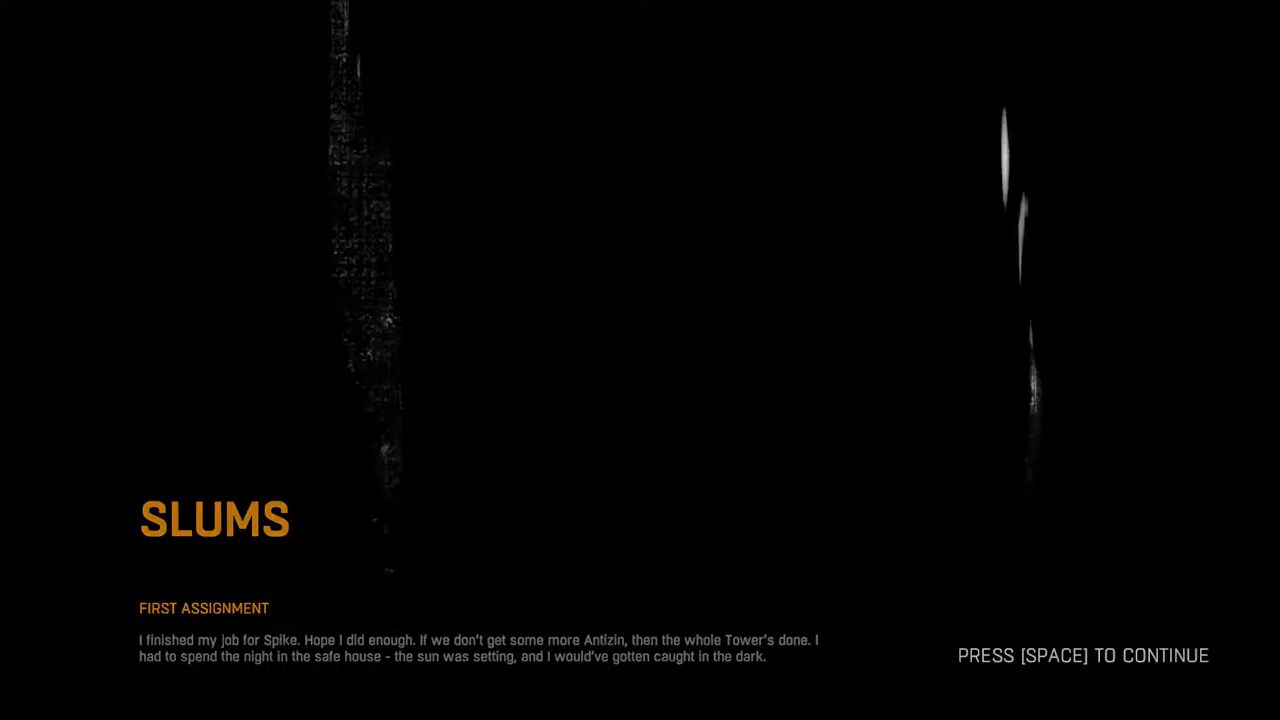 SLUMS
FIRST ASSIGNMENT
I finished my job for Spike. Hope I did enough. If we don't get some more Antizin, then the whole Tower's done. I
had to spend the night in the safe house - the sun was setting, and I would've gotten caught in the dark.
PRESS [SPACE] TO CONTINUE